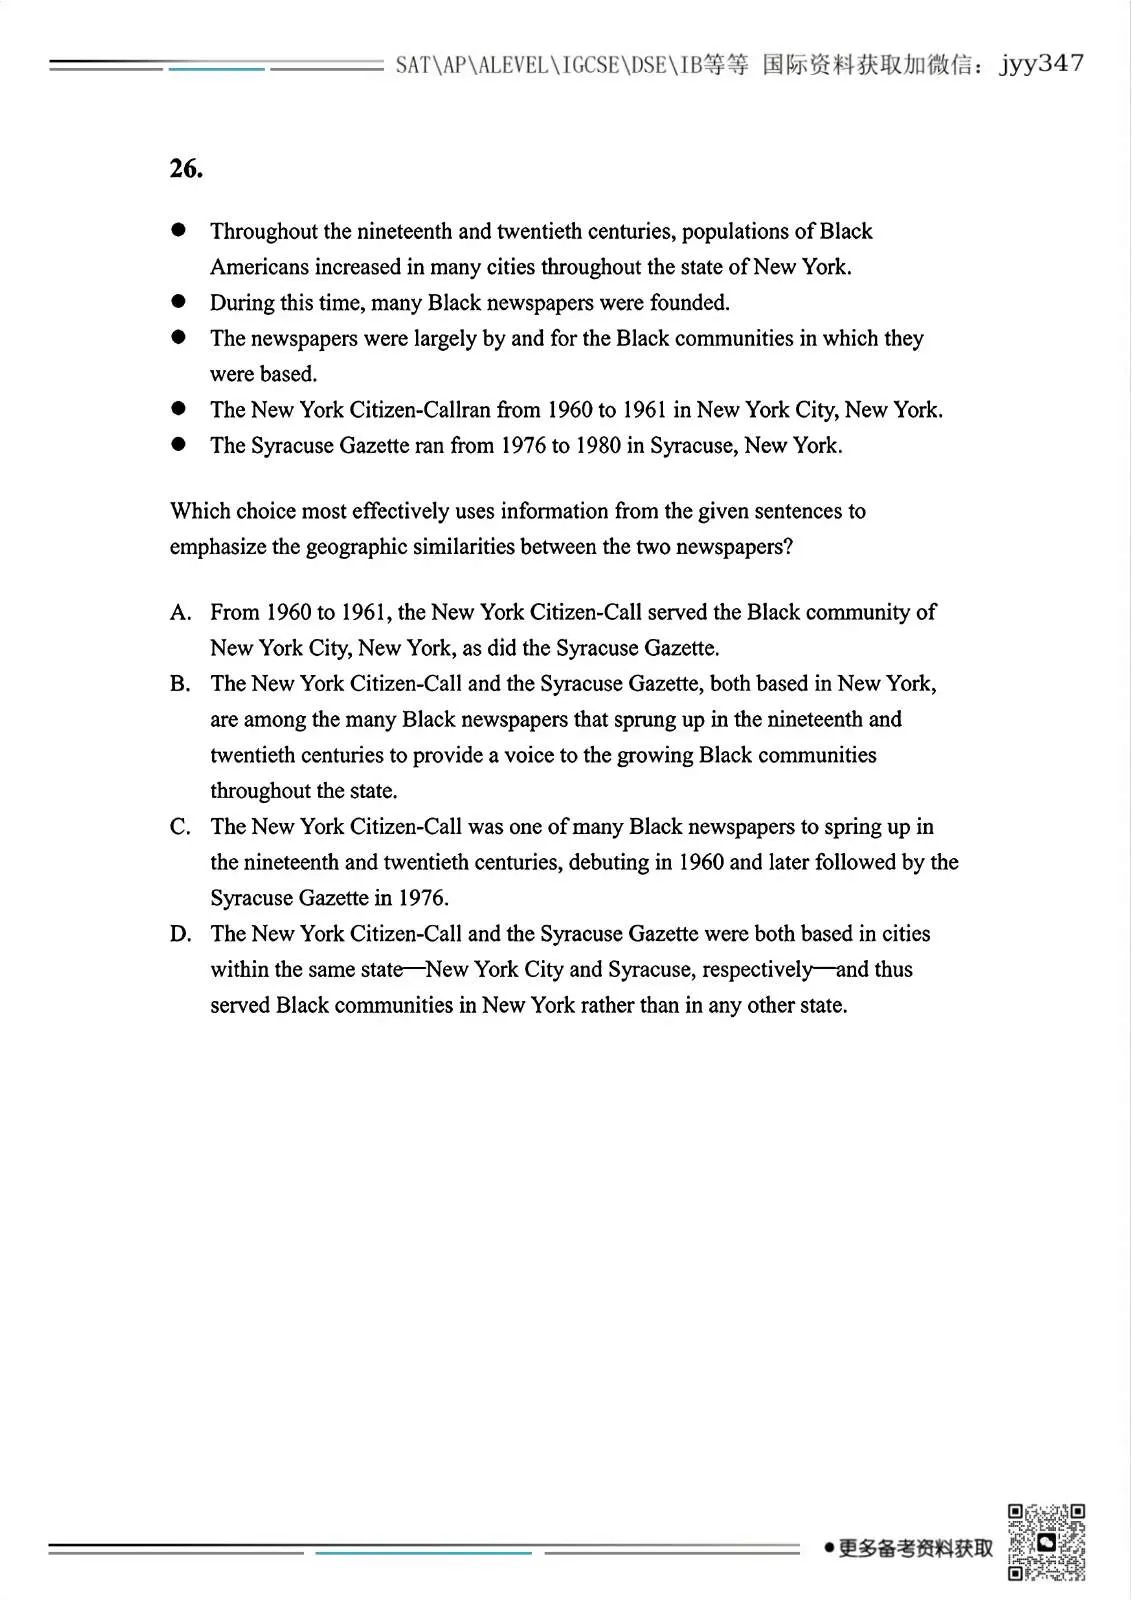 SAT\AP\ALEVEL\IGCSE\DSE\IB等等 国际资料获取加微信：jyy347
26.
● Throughout the nineteenth and twentieth centuries, populations of Black
Americans increased in many cities throughout the state of New York.
● During this time, many Black newspapers were founded.
● The newspapers were largely by and for the Black communities in which they
were based.
● The New York Citizen-Callran from 1960 to 1961 in New York City, New York.
● The Syracuse Gazette ran from 1976 to 1980 in Syracuse, New York.
Which choice most effectively uses information from the given sentences to
emphasize the geographic similarities between the two newspapers?
A. From 1960 to 1961, the New York Citizen-Call served the Black community of
New York City, New York, as did the Syracuse Gazette.
B. The New York Citizen-Call and the Syracuse Gazette, both based in New York,
are among the many Black newspapers that sprung up in the nineteenth and
twentieth centuries to provide a voice to the growing Black communities
throughout the state.
C. The New York Citizen-Call was one of many Black newspapers to spring up in
the nineteenth and twentieth centuries, debuting in 1960 and later followed by the
Syracuse Gazette in 1976.
D. The New York Citizen-Call and the Syracuse Gazette were both based in cities
within the same state—New York City and Syracuse, respectively—and thus
served Black communities in New York rather than in any other state.
●更多备考资料获取